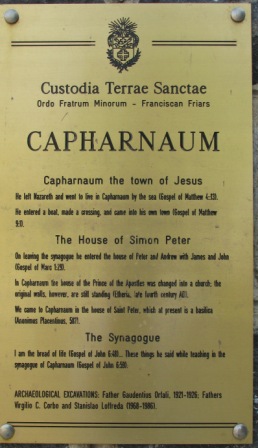 Custodia Terrae Sanctae
Ordo Fratrum Minorum - Franciscan Friars
CAPHARNAUM
Capharnaum the town of Jesus
He left Nazareth and went to live in Capharnaum by the sea (Gospel of Matthew 4:13).
He entered a boat, made a crossing, and came into his own town (Gospel of Matthew
9:1).
The House of Simon Peter
On leaving the synagogue he entered the house of Peter and Andrew with James and John
(Gospel of Marc 1:29).
In Capharnaum the house of the Prince of the Apostles was changed into a church; the
original walls, however, are still standing (Etheria, late fourth century AD).
We came to Capharnaum in the house of Saint Peter, which at present is a basilica
(Anonimus Placentinus, 587).
The Synagogue
I am the bread of life (Gospel of John 6:48)... These things he said while teaching in the
synagogue of Capharnaum (Gospel of John 6:59).
ARCHAEOLOGICAL EXCAVATIONS: Father Gaudentius Orfali, 1921-1926; Fathers
Virgilio C. Corbo and Stanislao Loffreda (1968-1986).